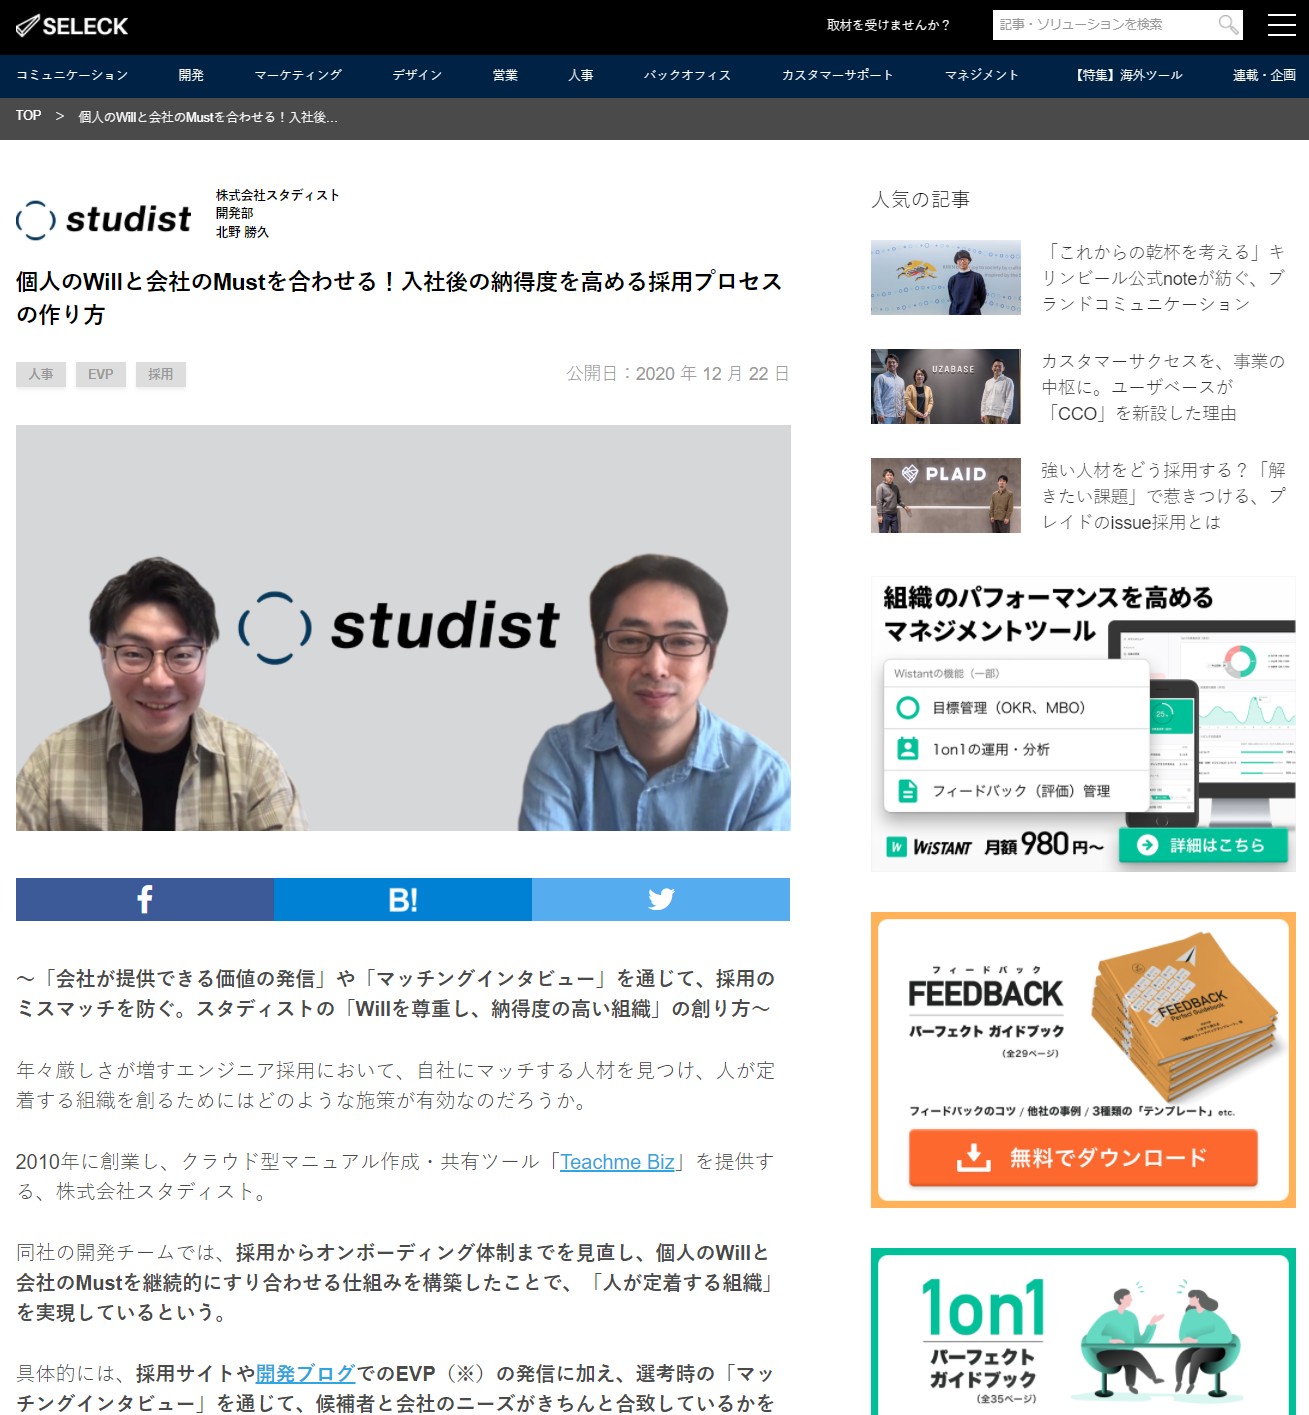 SELECK
取材を受けませんか？
記事・ソリューションを検索
コミュニケーション 開発 マーケティング デザイン 営業 人事 バックオフィス カスタマーサポート マネジメント 【特集】海外ツール 連載・企画
TOP > 個人のWillと会社のMustを合わせる！入社後...
studist
株式会社スタディスト
開発部
北野 勝久
個人のWillと会社のMustを合わせる！入社後の納得度を高める採用プロセス
の作り方
人事 EVP 採用
公開日：2020 年 12 月 22 日
studist
B!
〜「会社が提供できる価値の発信」や「マッチングインタビュー」を通じて、採用の
ミスマッチを防ぐ。スタディストの「Willを尊重し、納得度の高い組織」の創り方〜
年々厳しさが増すエンジニア採用において、自社にマッチする人材を見つけ、人が定
着する組織を創るためにはどのような施策が有効なのだろうか。
2010年に創業し、クラウド型マニュアル作成・共有ツール「Teachme Biz」を提供す
る、株式会社スタディスト。
同社の開発チームでは、採用からオンボーディング体制までを見直し、個人のWillと
会社のMustを継続的にすり合わせる仕組みを構築したことで、「人が定着する組織」
を実現しているという。
具体的には、採用サイトや開発ブログでのEVP（※）の発信に加え、選考時の「マッ
チングインタビュー」を通じて、候補者と会社のニーズがきちんと合致しているかを
人気の記事
「これからの乾杯を考える」キ
リンビール公式noteが紡ぐ、ブ
ランドコミュニケーション
UZABASE
カスタマーサクセスを、事業の
中枢に。ユーザベースが
「CCO」を新設した理由
PLAID
強い人材をどう採用する？「解
きたい課題」で惹きつける、プ
レイドのissue採用とは
組織のパフォーマンスを高める
マネジメントツール
Wistantの機能（一部）
目標管理（OKR、MBO）
1on1の運用・分析
フィードバック（評価）管理
25%
W WiSTANT 月額980円〜
詳細はこちら
フィードバック
FEEDBACK
パーフェクト ガイドブック
（全29ページ）
FEEDBACK
Perfect Guidebook
フィードバックのコツ / 他社の事例 / 3種類の「テンプレート」etc.
無料でダウンロード
1on1
パーフェクト
ガイドブック
（全35ページ）